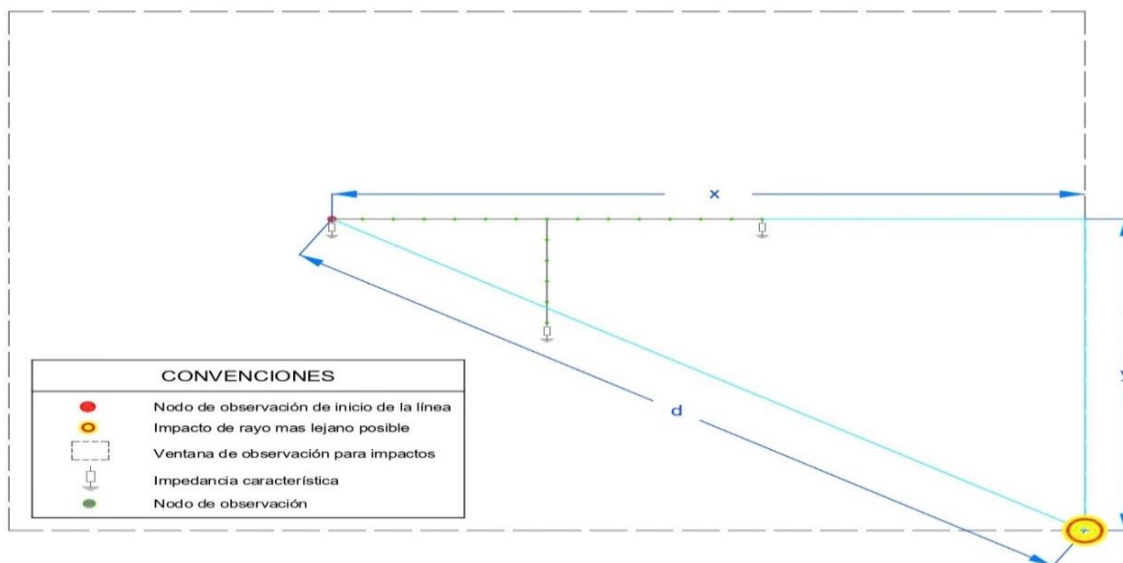 x
d
y
CONVENCIONES
Nodo de observación de inicio de la línea
Impacto de rayo mas lejano posible
Ventana de observación para impactos
Impedancia característica
Nodo de observación